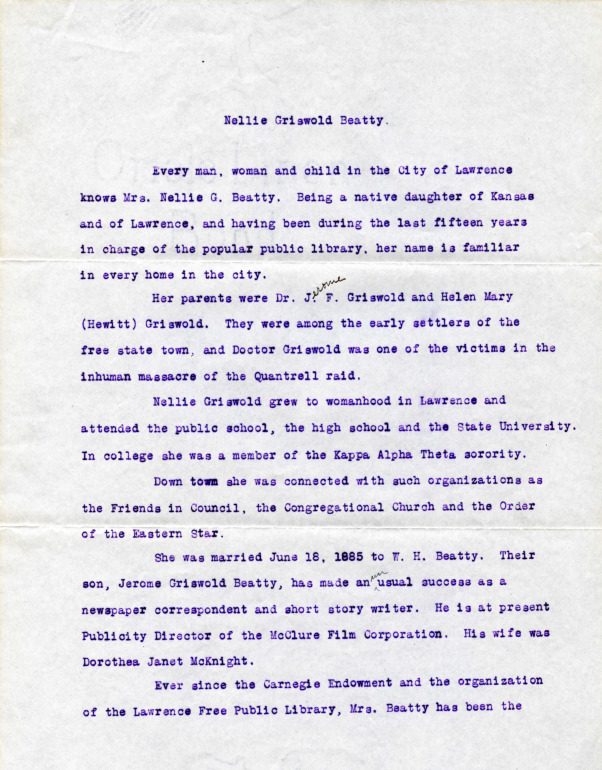 Nellie Griswold Beatty.
Every man, woman and child in the City of Lawrence
knows Mrs. Nellie G. Beatty. Being a native daughter of Kansas
and of Lawrence, and having been during the last fifteen years
in charge of the popular public library, her name is familiar
in every home in the city.
Her parents were Dr. Jerome F. Griswold and Helen Mary
(Hewitt) Griswold. They were among the early settlers of the
free state town, and Doctor Griswold was one of the victims in the
inhuman massacre of the Quantrell raid.
Nellie Griswold grew to womanhood in Lawrence and
attended the public school, the high school and the State University.
In college she was a member of the Kappa Alpha Theta sorority.
Down town she was connected with such organizations as
the Friends in Council, the Congregational Church and the Order
of the Eastern Star.
She was married June 18, 1885 to W. H. Beatty. Their
son, Jerome Griswold Beatty, has made an unusual success as a
newspaper correspondent and short story writer. He is at present
Publicity Director of the McClure Film Corporation. His wife was
Dorothea Janet McKnight.
Ever since the Carnegie Endowment and the organization
of the Lawrence Free Public Library, Mrs. Beatty has been the